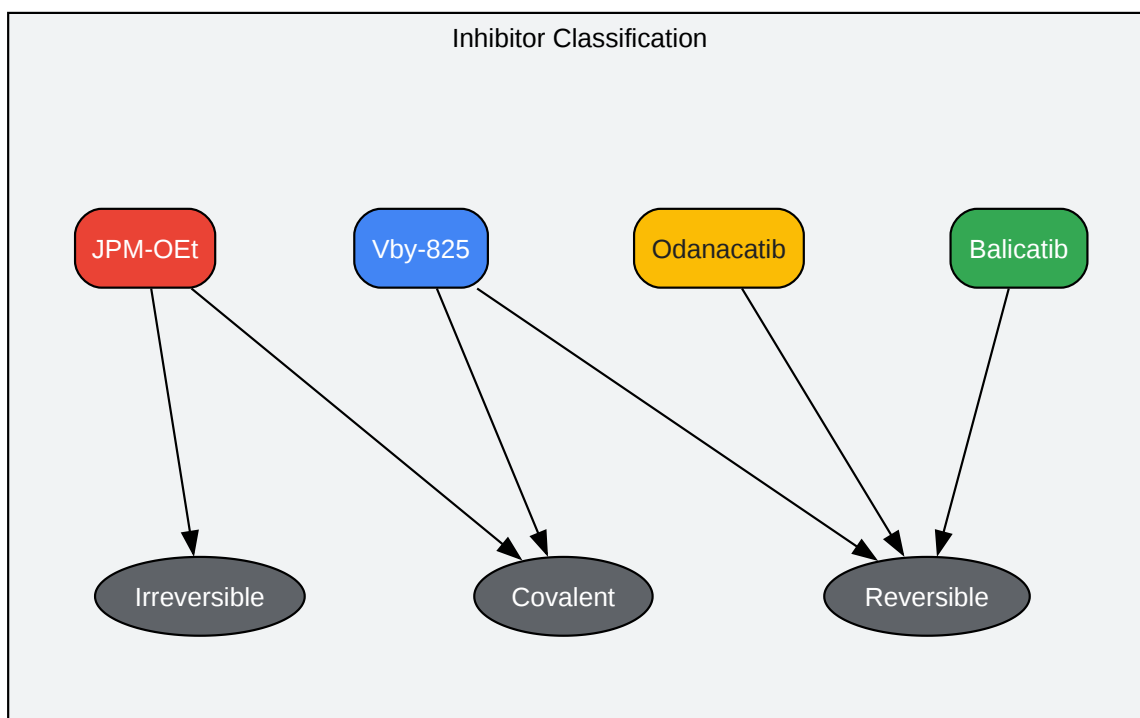 Inhibitor Classification
JPM-OEt
Vby-825
Odanacatib
Balicatib
Irreversible
Covalent
Reversible